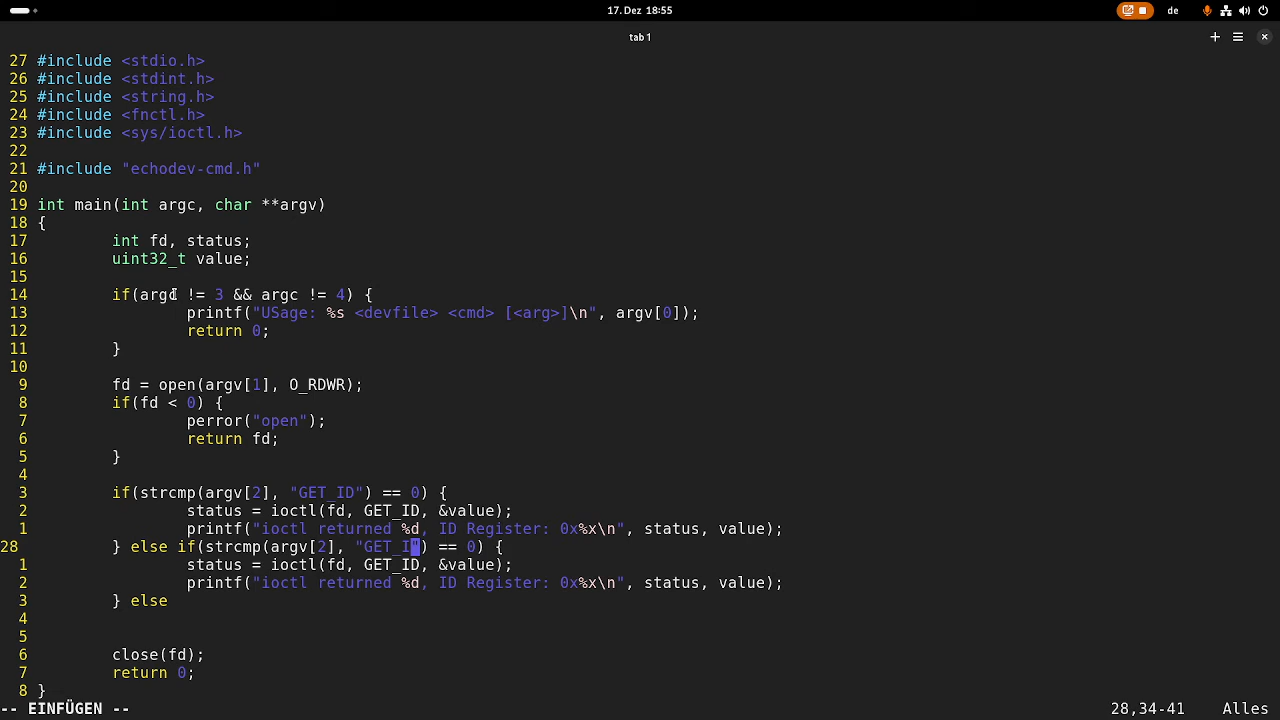 17. Dez 18:55
de
tab 1
27 #include <stdio.h>
26 #include <stdint.h>
25 #include <string.h>
24 #include <fnctl.h>
23 #include <sys/ioctl.h>
22
21 #include "echodev-cmd.h"
20
19 int main(int argc, char **argv)
18 {
17 int fd, status;
16 uint32_t value;
15
14 if(argc != 3 && argc != 4) {
13 printf("USage: %s <devfile> <cmd> [<arg>]\n", argv[0]);
12 return 0;
11 }
10
9 fd = open(argv[1], O_RDWR);
8 if(fd < 0) {
7 perror("open");
6 return fd;
5 }
4
3 if(strcmp(argv[2], "GET_ID") == 0) {
2 status = ioctl(fd, GET_ID, &value);
1 printf("ioctl returned %d, ID Register: 0x%x\n", status, value);
28 } else if(strcmp(argv[2], "GET_I") == 0) {
1 status = ioctl(fd, GET_ID, &value);
2 printf("ioctl returned %d, ID Register: 0x%x\n", status, value);
3 } else
4
5
6 close(fd);
7 return 0;
8 }
-- EINFÜGEN -- 28,34-41 Alles